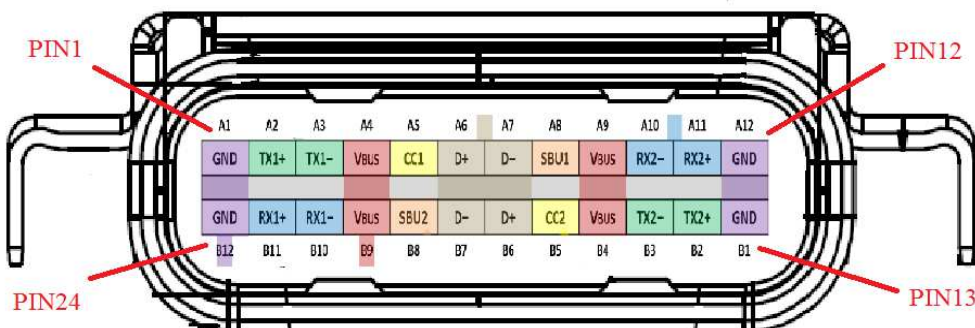 PIN1 PIN12
A1 A2 A3 A4 A5 A6 A7 A8 A9 A10 A11 A12
GND TX1+ TX1− VBUS CC1 D+ D− SBU1 VBUS RX2− RX2+ GND
GND RX1+ RX1− VBUS SBU2 D− D+ CC2 VBUS TX2− TX2+ GND
B12 B11 B10 B9 B8 B7 B6 B5 B4 B3 B2 B1
PIN24 PIN13